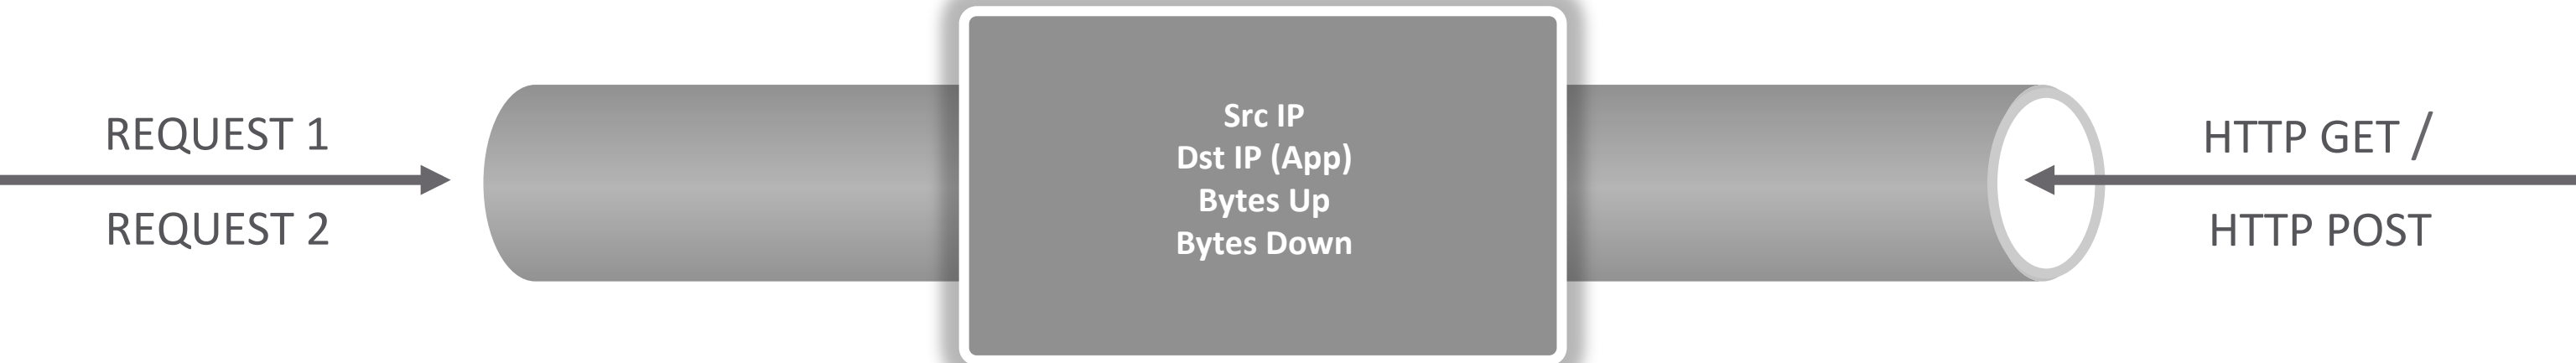 REQUEST 1
REQUEST 2
Src IP
Dst IP (App)
Bytes Up
Bytes Down
HTTP GET /
HTTP POST